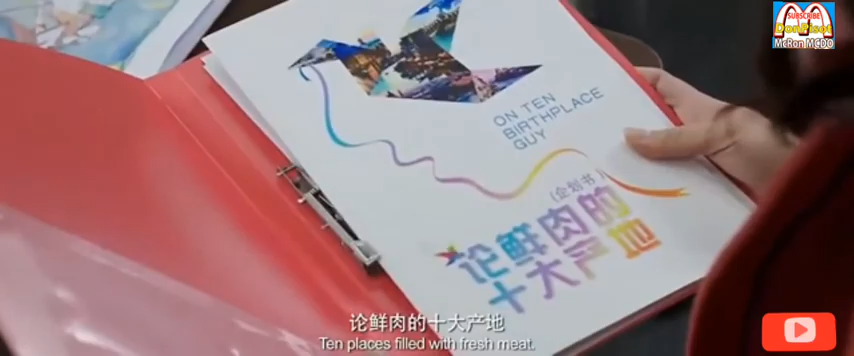 SUBSCRIBE
DonPisot
McRon MCDO
ON TEN
BIRTHPLACE
GUY
(企划书)
论鲜肉的
十大产地
论鲜肉的十大产地
Ten places filled with fresh meat.